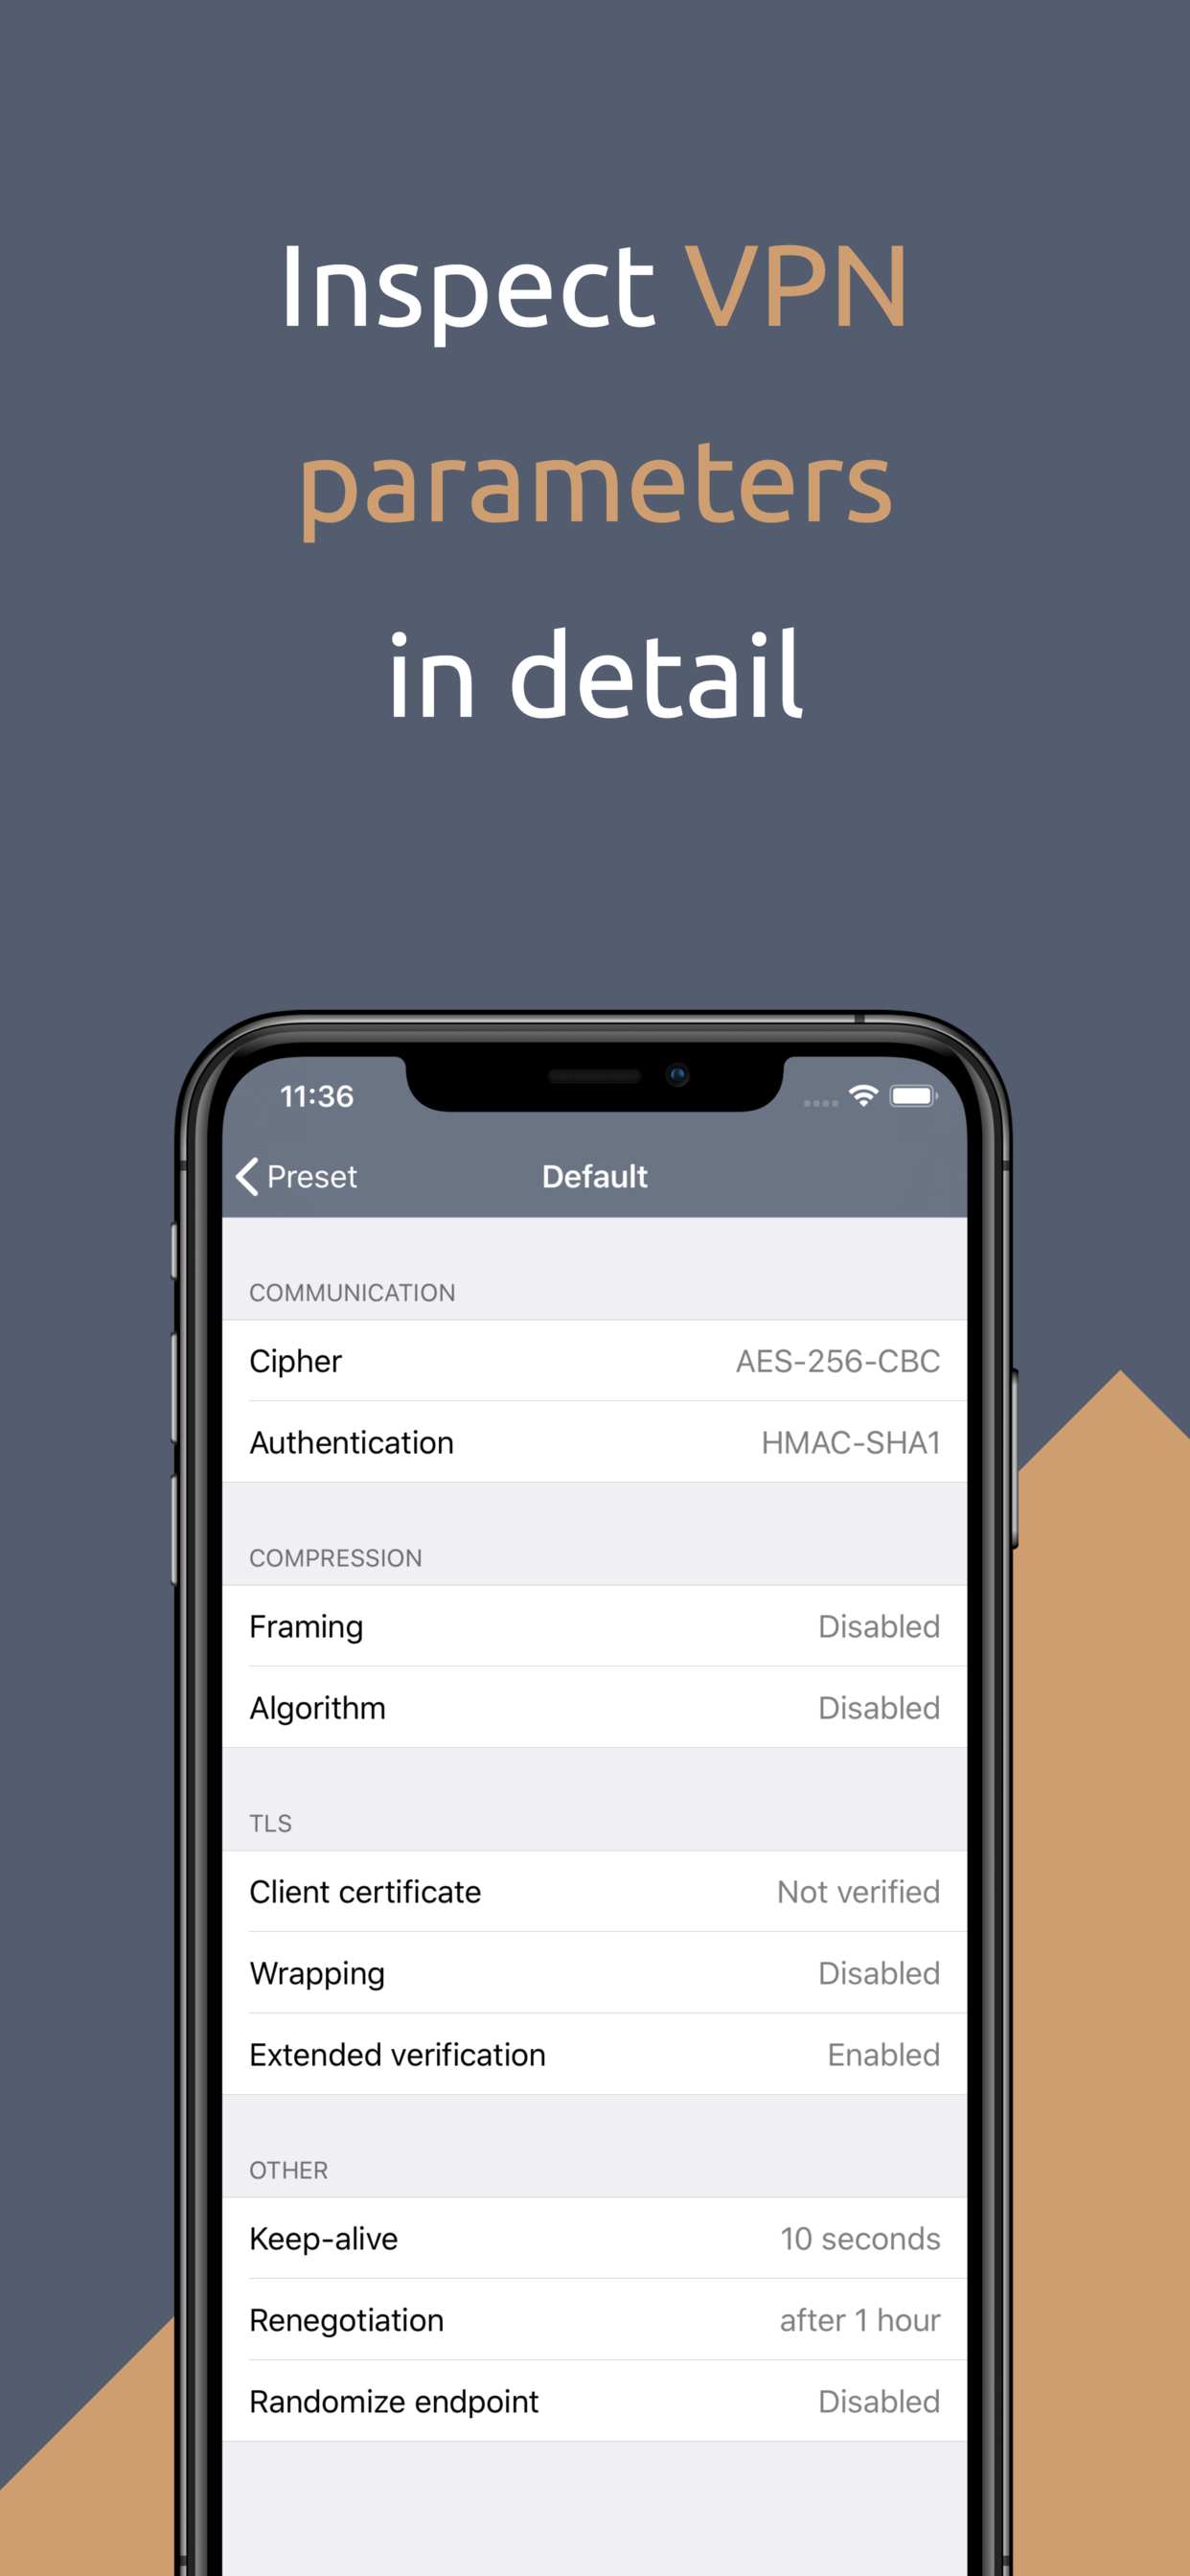 Inspect VPN
parameters
in detail
11:36
Preset
Default
COMMUNICATION
Cipher AES-256-CBC
Authentication HMAC-SHA1
COMPRESSION
Framing Disabled
Algorithm Disabled
TLS
Client certificate Not verified
Wrapping Disabled
Extended verification Enabled
OTHER
Keep-alive 10 seconds
Renegotiation after 1 hour
Randomize endpoint Disabled